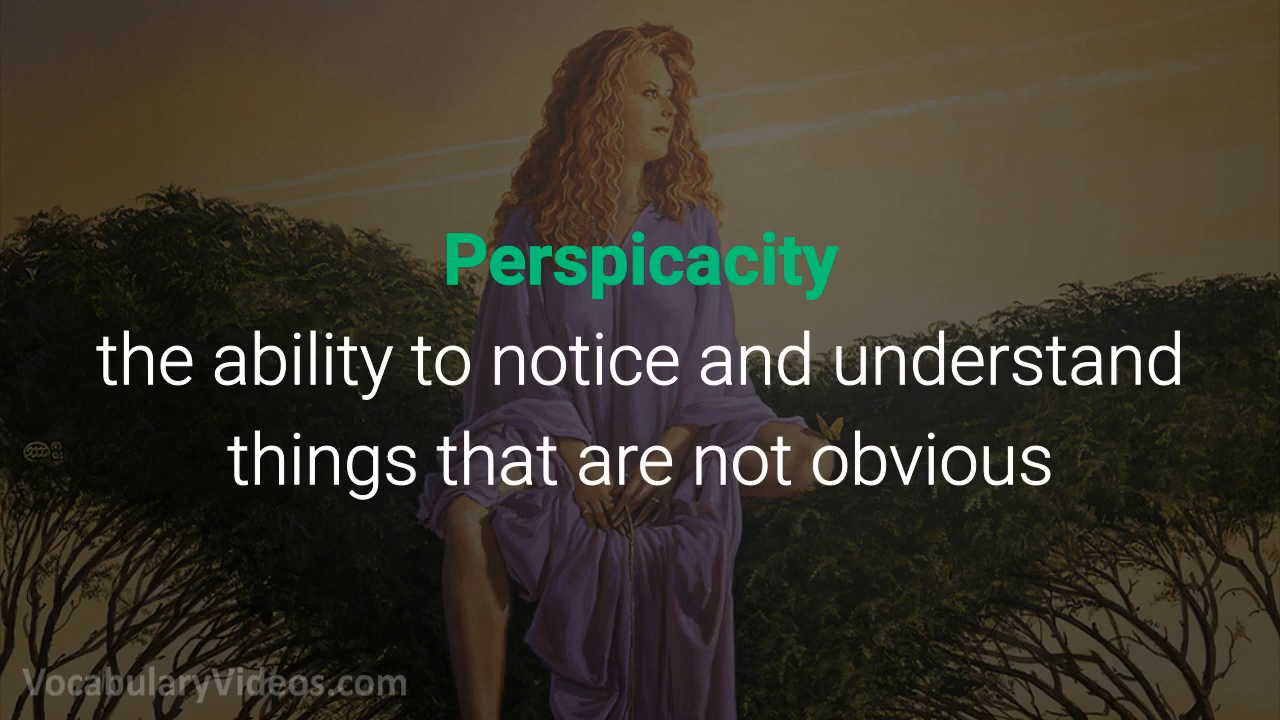 Perspicacity
the ability to notice and understand
things that are not obvious
VocabularyVideos.com